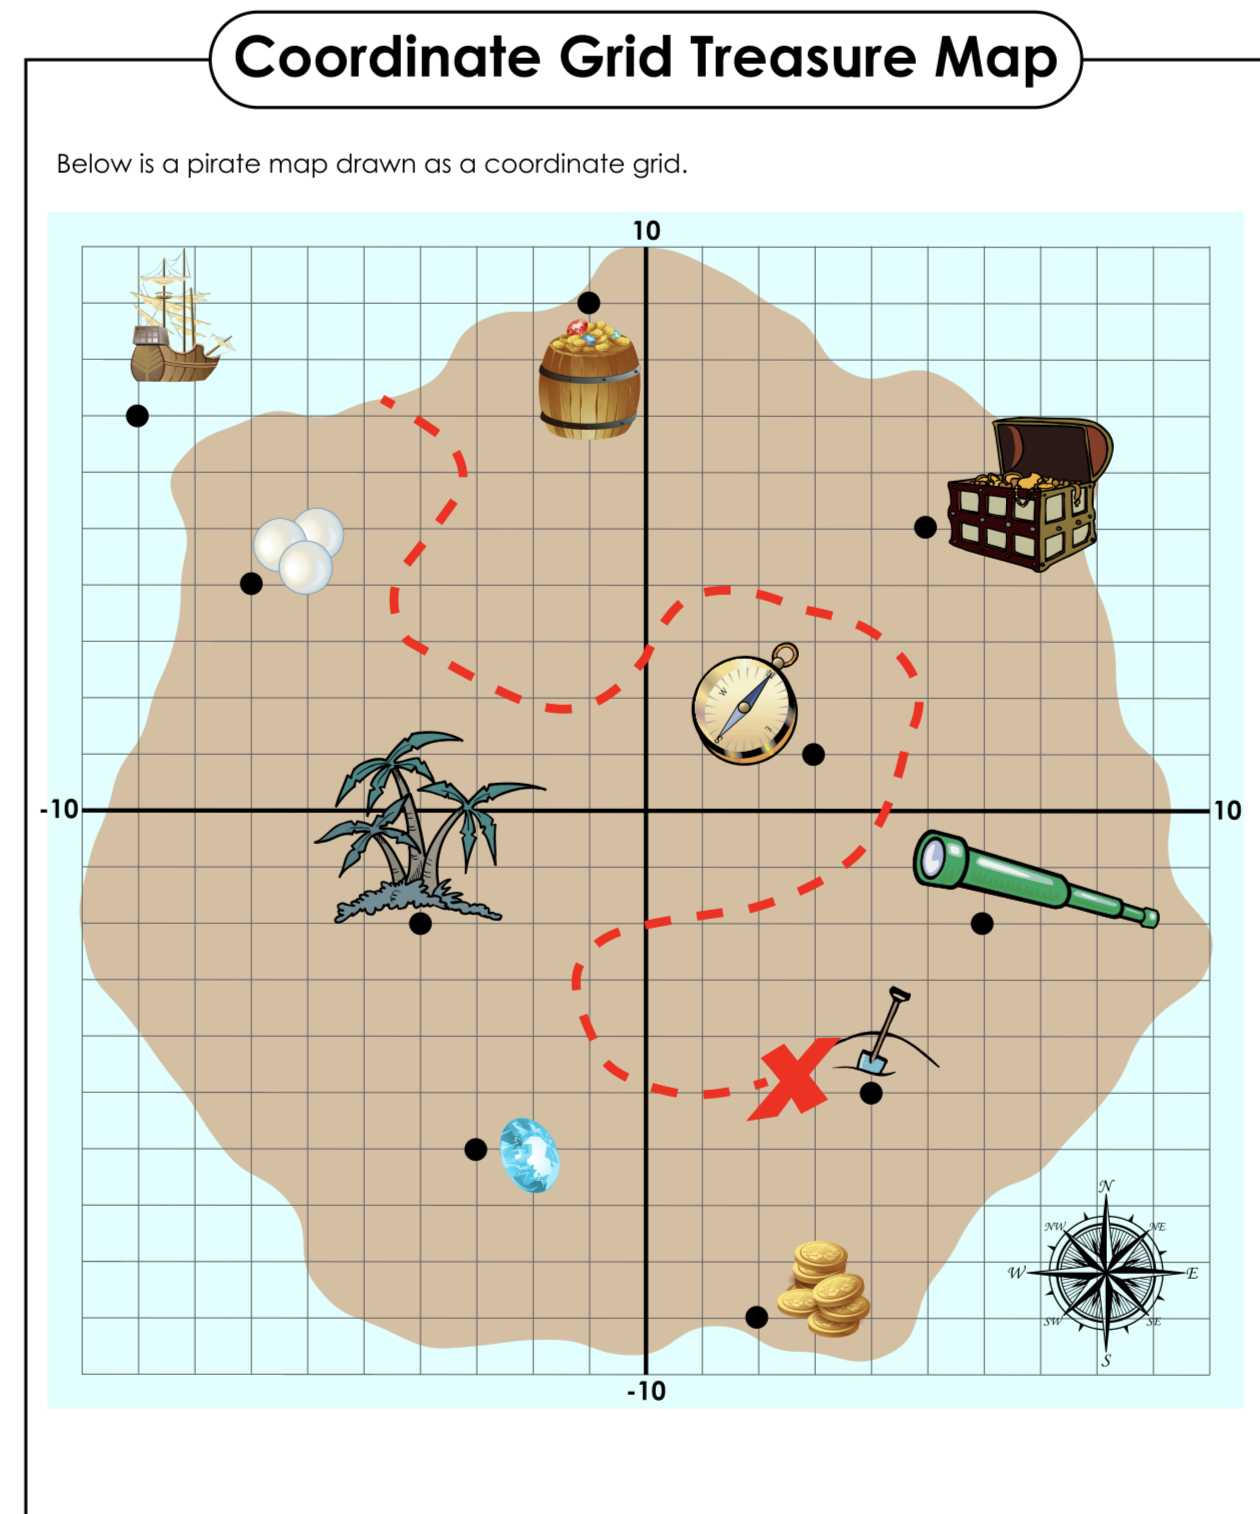 Coordinate Grid Treasure Map
Below is a pirate map drawn as a coordinate grid.
10
-10
10
-10
N
NW
NE
W
E
SW
SE
S